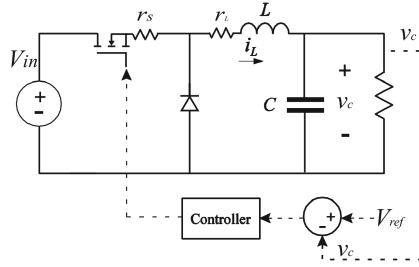 r_S
r_L
L
v_c
V_in
+
-
i_L
C
+
v_c
-
Controller
-
+
V_ref
v_c